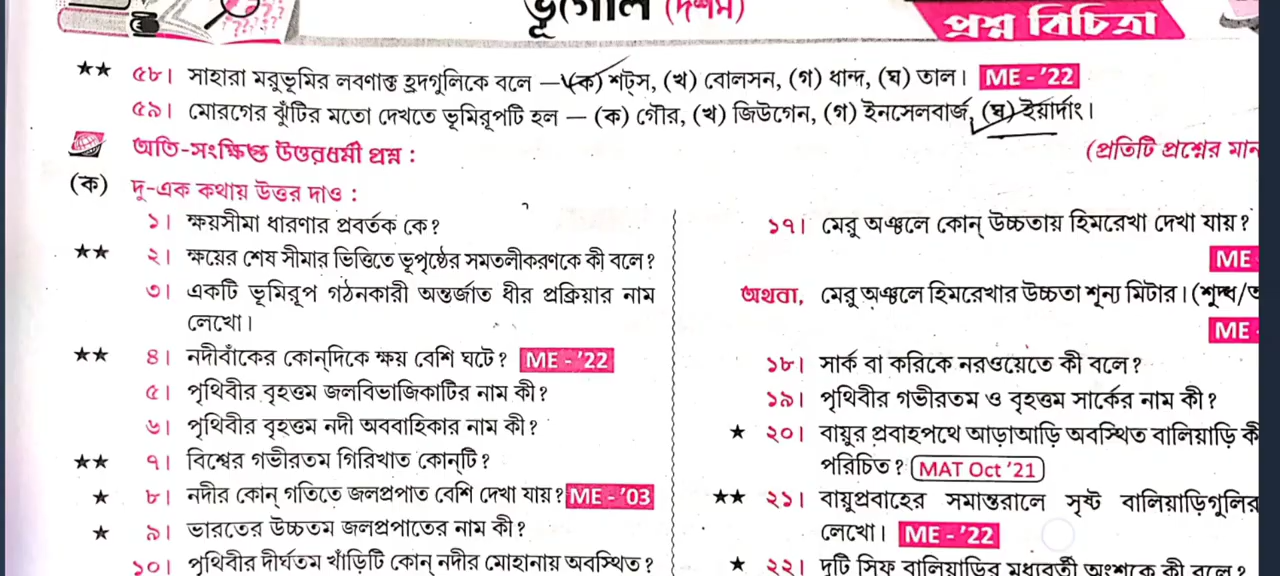 ভূগোল (দশম)
প্রশ্ন বিচিত্রা
★★ ৫৮। সাহারা মরুভূমির লবণাক্ত হ্রদগুলিকে বলে — (ক) শট্‌স, (খ) বোলসন, (গ) ধান্দ, (ঘ) তাল। ME - '22
৫৯। মোরগের ঝুঁটির মতো দেখতে ভূমিরূপটি হল — (ক) গৌর, (খ) জিউগেন, (গ) ইনসেলবার্জ, (ঘ) ইয়ার্দাং।
অতি-সংক্ষিপ্ত উত্তরধর্মী প্রশ্ন :
(প্রতিটি প্রশ্নের মান
(ক) দু-এক কথায় উত্তর দাও :
১। ক্ষয়সীমা ধারণার প্রবর্তক কে?
★★ ২। ক্ষয়ের শেষ সীমার ভিত্তিতে ভূপৃষ্ঠের সমতলীকরণকে কী বলে?
৩। একটি ভূমিরূপ গঠনকারী অন্তর্জাত ধীর প্রক্রিয়ার নাম
লেখো।
★★ ৪। নদীবাঁকের কোন্‌দিকে ক্ষয় বেশি ঘটে? ME - '22
৫। পৃথিবীর বৃহত্তম জলবিভাজিকাটির নাম কী?
৬। পৃথিবীর বৃহত্তম নদী অববাহিকার নাম কী?
★★ ৭। বিশ্বের গভীরতম গিরিখাত কোন্‌টি?
★ ৮। নদীর কোন্ গতিতে জলপ্রপাত বেশি দেখা যায়? ME - '03
★ ৯। ভারতের উচ্চতম জলপ্রপাতের নাম কী?
১০। পৃথিবীর দীর্ঘতম খাঁড়িটি কোন্ নদীর মোহানায় অবস্থিত?
১৭। মেরু অঞ্চলে কোন্ উচ্চতায় হিমরেখা দেখা যায়?
ME
অথবা, মেরু অঞ্চলে হিমরেখার উচ্চতা শূন্য মিটার। (শুদ্ধ/অ
ME -
১৮। সার্ক বা করিকে নরওয়েতে কী বলে?
১৯। পৃথিবীর গভীরতম ও বৃহত্তম সার্কের নাম কী?
★ ২০। বায়ুর প্রবাহপথে আড়াআড়ি অবস্থিত বালিয়াড়ি কী
পরিচিত? MAT Oct '21
★★ ২১। বায়ুপ্রবাহের সমান্তরালে সৃষ্ট বালিয়াড়িগুলির
লেখো। ME - '22
★ ২২। দুটি সিফ বালিয়াড়ির মধ্যবর্তী অংশকে কী বলে?